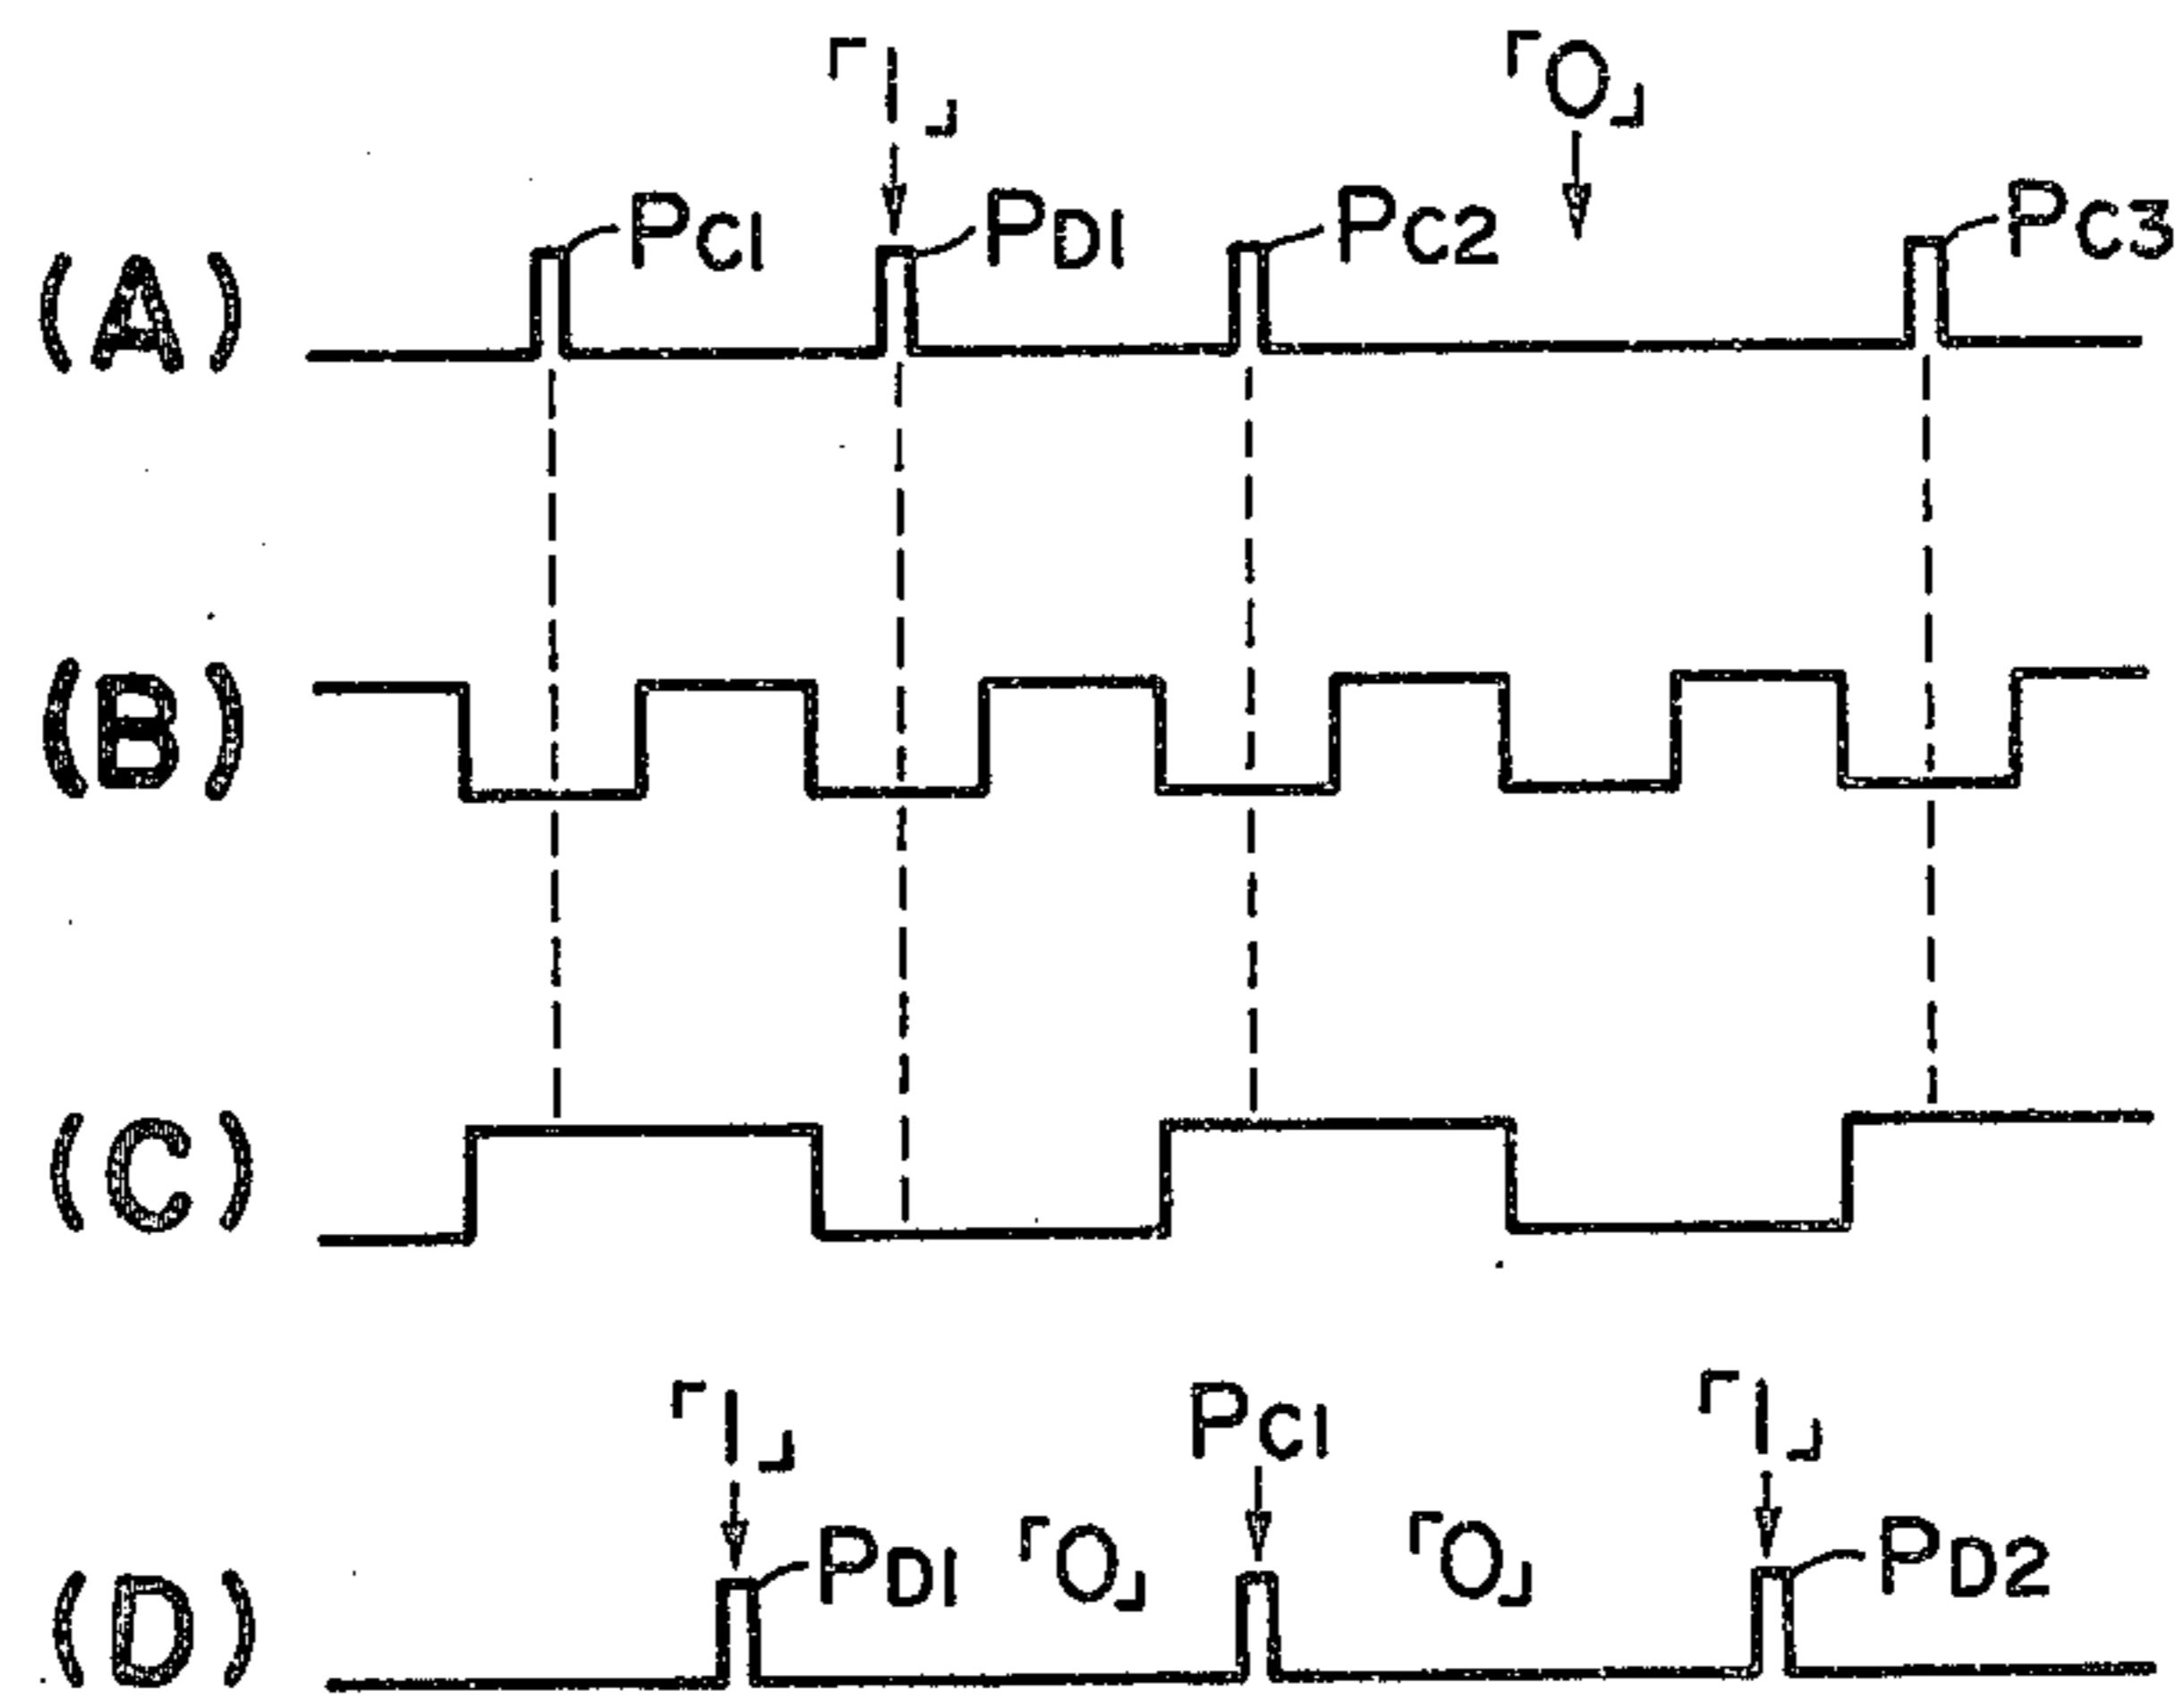 「1」 「0」
(A) PC1 PD1 PC2 PC3
(B)
(C)
「1」 PC1 「1」
(D) PD1 「0」 「0」 PD2